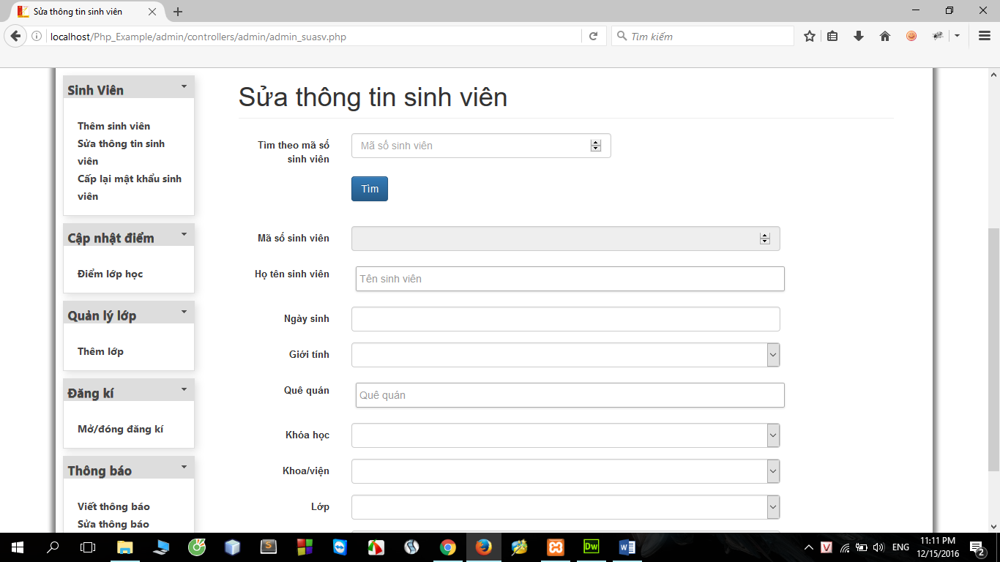 Sửa thông tin sinh viên
localhost/Php_Example/admin/controllers/admin/admin_suasv.php
Tìm kiếm
Sinh Viên
Thêm sinh viên
Sửa thông tin sinh
viên
Cấp lại mật khẩu sinh
viên
Cập nhật điểm
Điểm lớp học
Quản lý lớp
Thêm lớp
Đăng kí
Mở/đóng đăng kí
Thông báo
Viết thông báo
Sửa thông báo
Sửa thông tin sinh viên
Tìm theo mã số
sinh viên
Mã số sinh viên
Tìm
Mã số sinh viên
Họ tên sinh viên
Tên sinh viên
Ngày sinh
Giới tính
Quê quán
Quê quán
Khóa học
Khoa/viện
Lớp
S
Dw
W
V
ENG
11:11 PM
12/15/2016
2